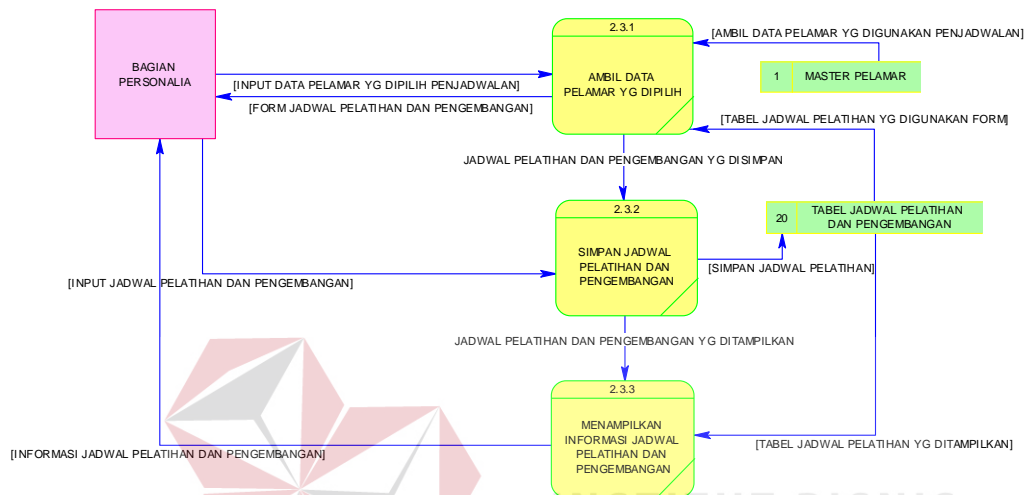 2.3.1
[AMBIL DATA PELAMAR YG DIGUNAKAN PENJADWALAN]
BAGIAN
PERSONALIA
AMBIL DATA
PELAMAR YG DIPILIH
1 MASTER PELAMAR
[INPUT DATA PELAMAR YG DIPILIH PENJADWALAN]
[FORM JADWAL PELATIHAN DAN PENGEMBANGAN]
[TABEL JADWAL PELATIHAN YG DIGUNAKAN FORM]
JADWAL PELATIHAN DAN PENGEMBANGAN YG DISIMPAN
2.3.2
20 TABEL JADWAL PELATIHAN
DAN PENGEMBANGAN
SIMPAN JADWAL
PELATIHAN DAN
PENGEMBANGAN
[SIMPAN JADWAL PELATIHAN]
[INPUT JADWAL PELATIHAN DAN PENGEMBANGAN]
JADWAL PELATIHAN DAN PENGEMBANGAN YG DITAMPILKAN
2.3.3
MENAMPILKAN
INFORMASI JADWAL
PELATIHAN DAN
PENGEMBANGAN
[TABEL JADWAL PELATIHAN YG DITAMPILKAN]
[INFORMASI JADWAL PELATIHAN DAN PENGEMBANGAN]